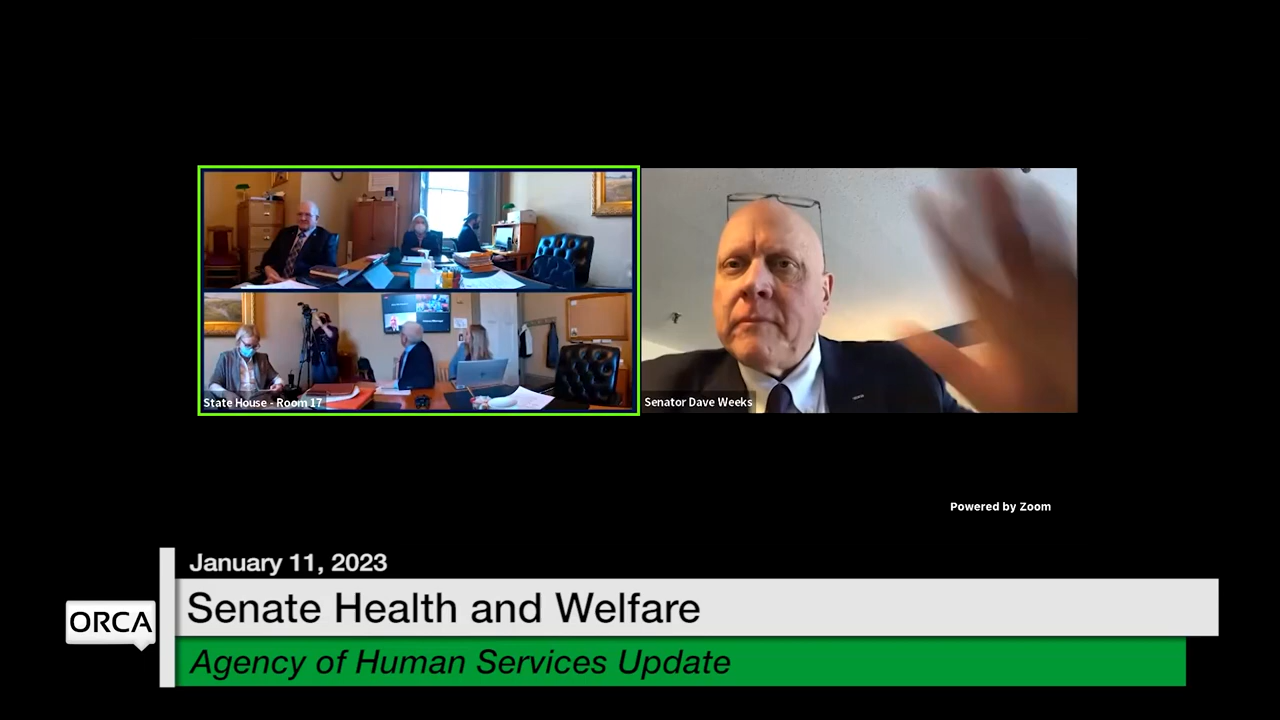 State House - Room 17
Senator Dave Weeks
Powered by Zoom
January 11, 2023
ORCA
Senate Health and Welfare
Agency of Human Services Update